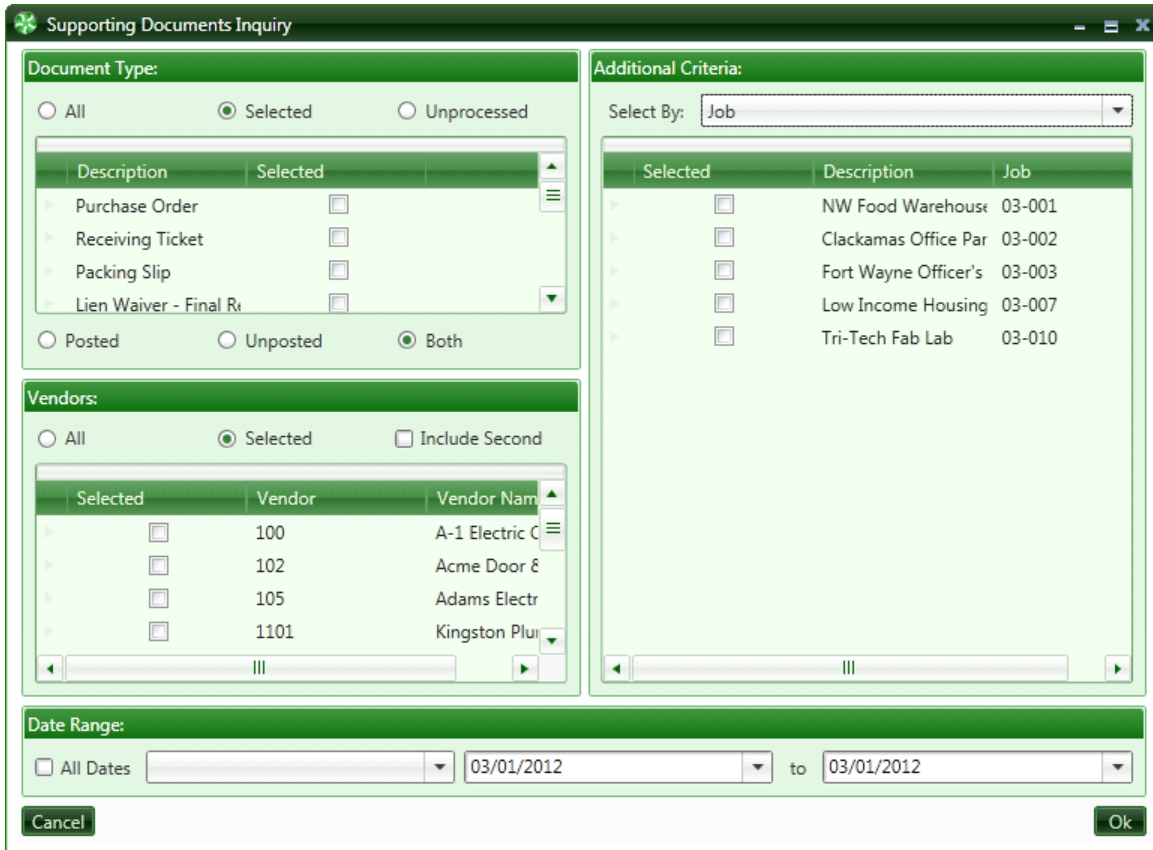 Supporting Documents Inquiry
Document Type:
All Selected Unprocessed
Description Selected
Purchase Order
Receiving Ticket
Packing Slip
Lien Waiver - Final Re
Posted Unposted Both
Vendors:
All Selected Include Second
Selected Vendor Vendor Nam
100 A-1 Electric C
102 Acme Door &
105 Adams Electr
1101 Kingston Plu
Additional Criteria:
Select By: Job
Selected Description Job
NW Food Warehouse 03-001
Clackamas Office Par 03-002
Fort Wayne Officer's 03-003
Low Income Housing 03-007
Tri-Tech Fab Lab 03-010
Date Range:
All Dates 03/01/2012 to 03/01/2012
Cancel Ok